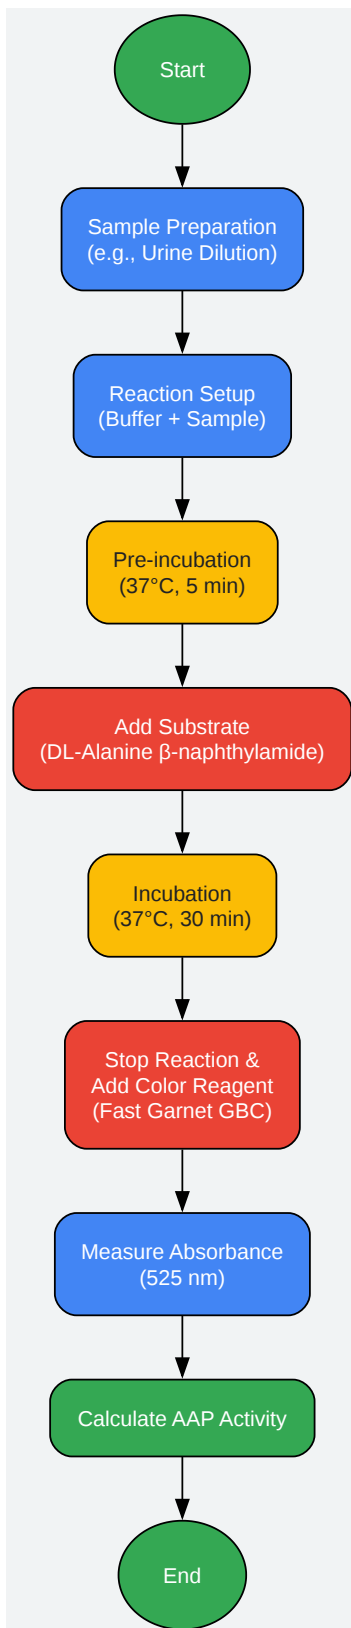 Start
Sample Preparation
(e.g., Urine Dilution)
Reaction Setup
(Buffer + Sample)
Pre-incubation
(37°C, 5 min)
Add Substrate
(DL-Alanine β-naphthylamide)
Incubation
(37°C, 30 min)
Stop Reaction &
Add Color Reagent
(Fast Garnet GBC)
Measure Absorbance
(525 nm)
Calculate AAP Activity
End